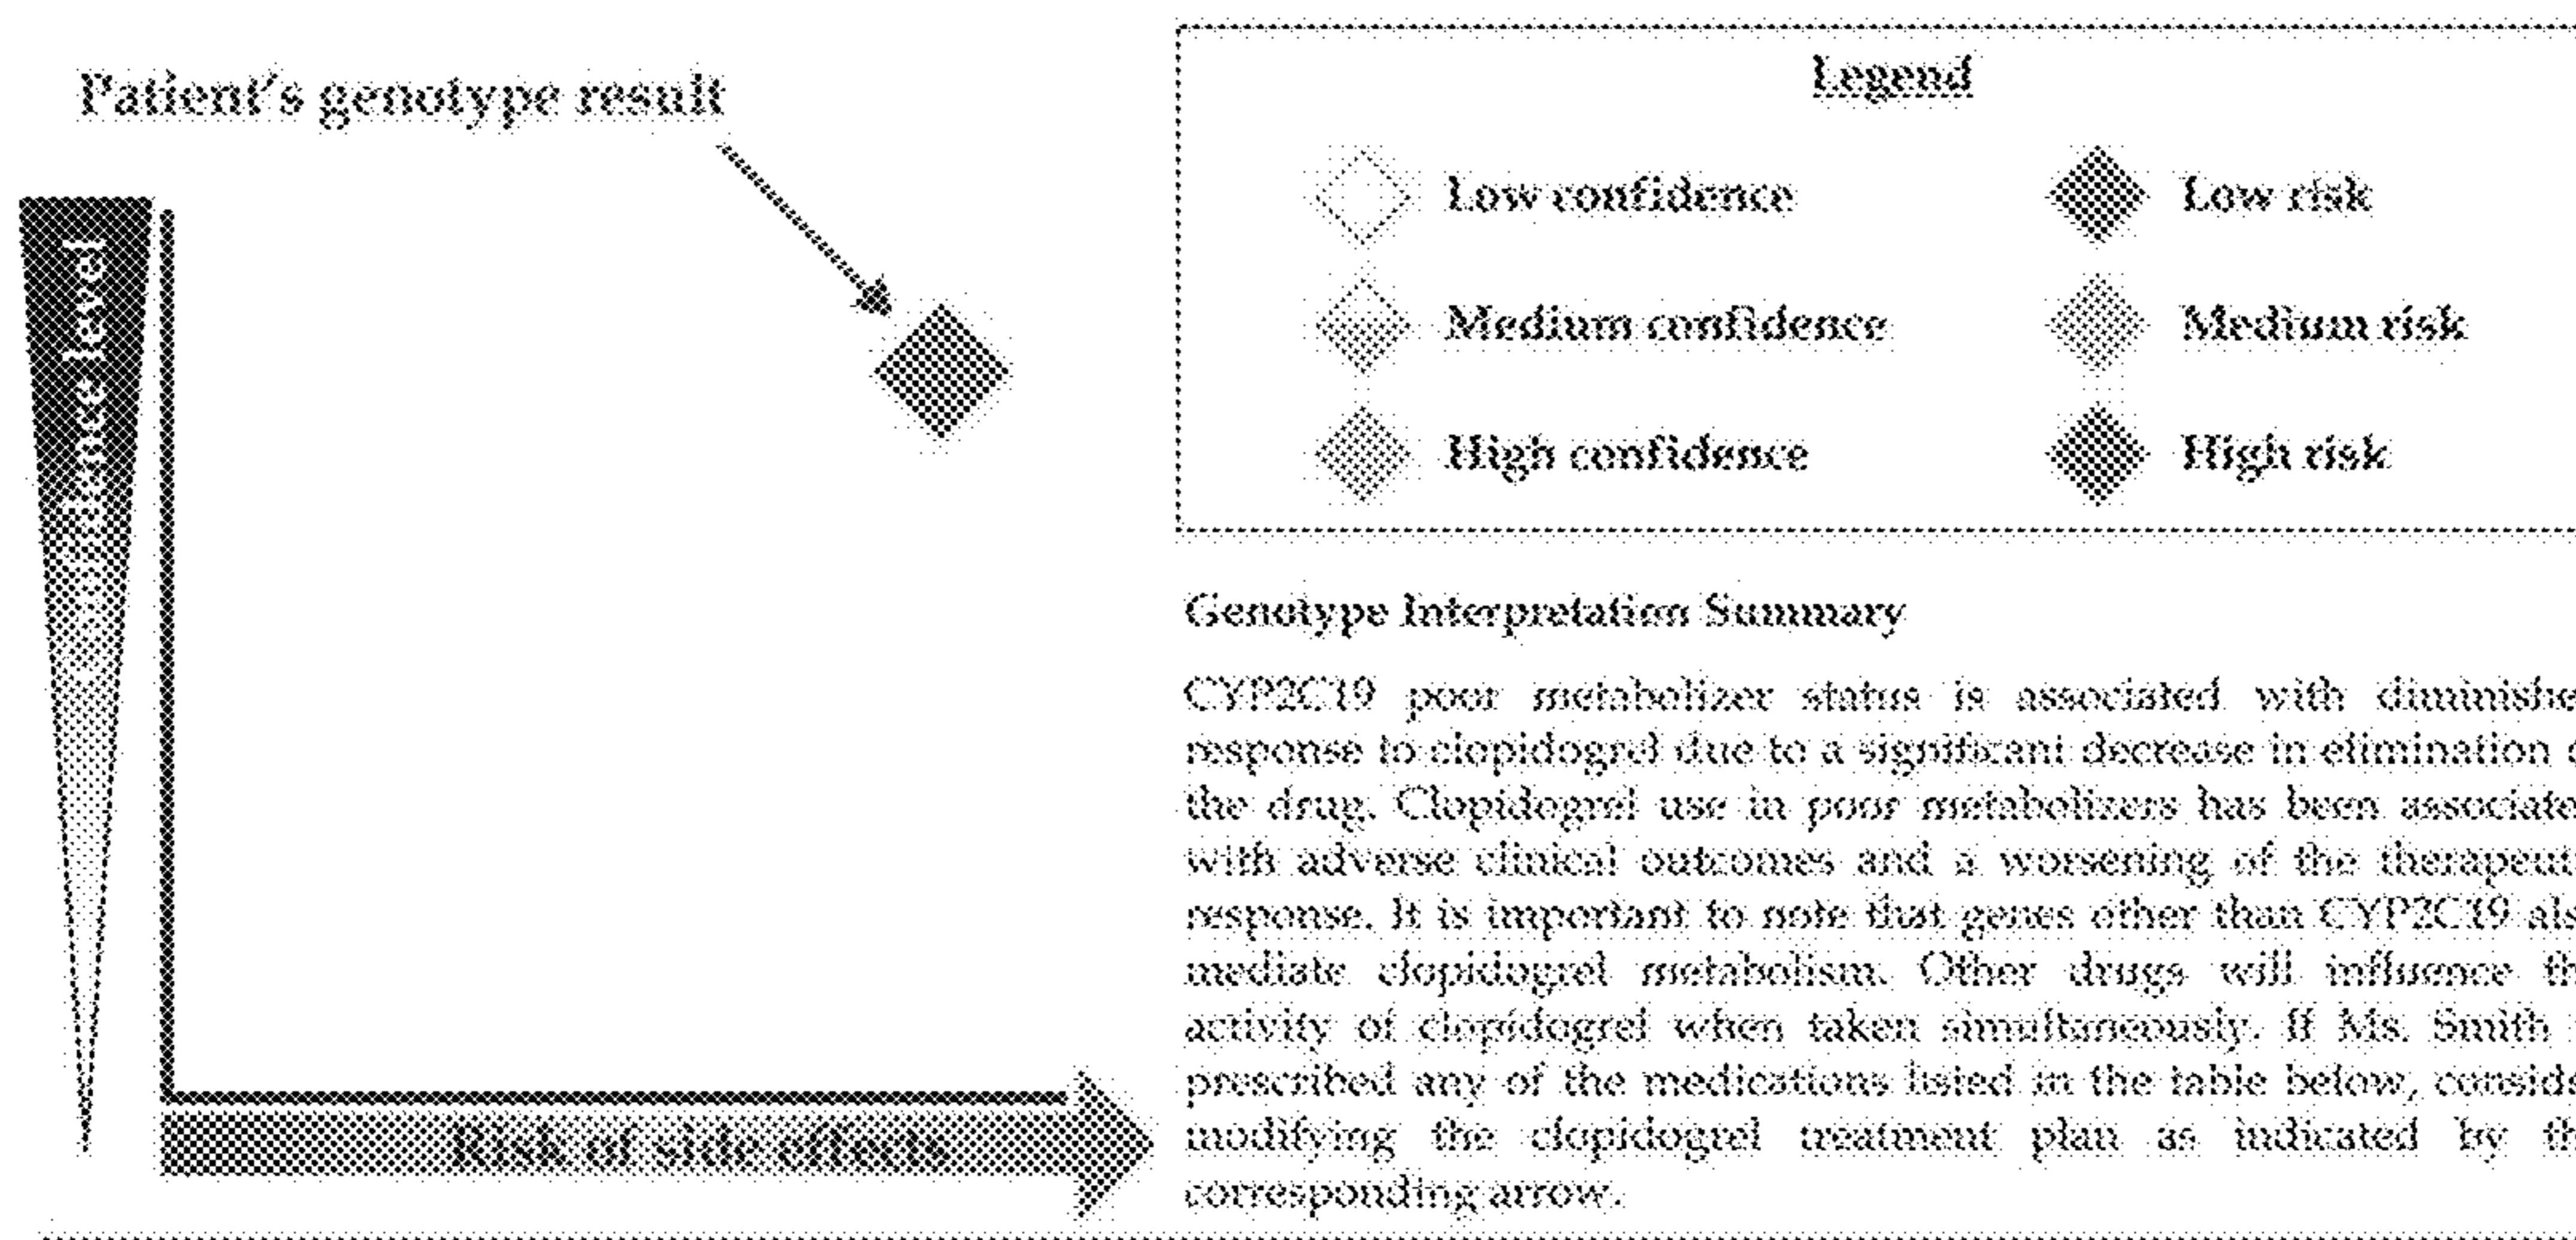 Patient's genotype result
level
Risk of side effects
Legend
Low confidence
Low risk
Medium confidence
Medium risk
High confidence
High risk
Genotype Interpretation Summary
CYP2C19 poor metabolizer status is associated with diminishe
response to clopidogrel due to a significant decrease in elimination
the drug. Clopidogrel use in poor metabolizers has been associate
with adverse clinical outcomes and a worsening of the therapeut
response. It is important to note that genes other than CYP2C19 als
mediate clopidogrel metabolism. Other drugs will influence th
activity of clopidogrel when taken simultaneously. If Ms. Smith
prescribed any of the medications listed in the table below, conside
modifying the clopidogrel treatment plan as indicated by th
corresponding arrow.